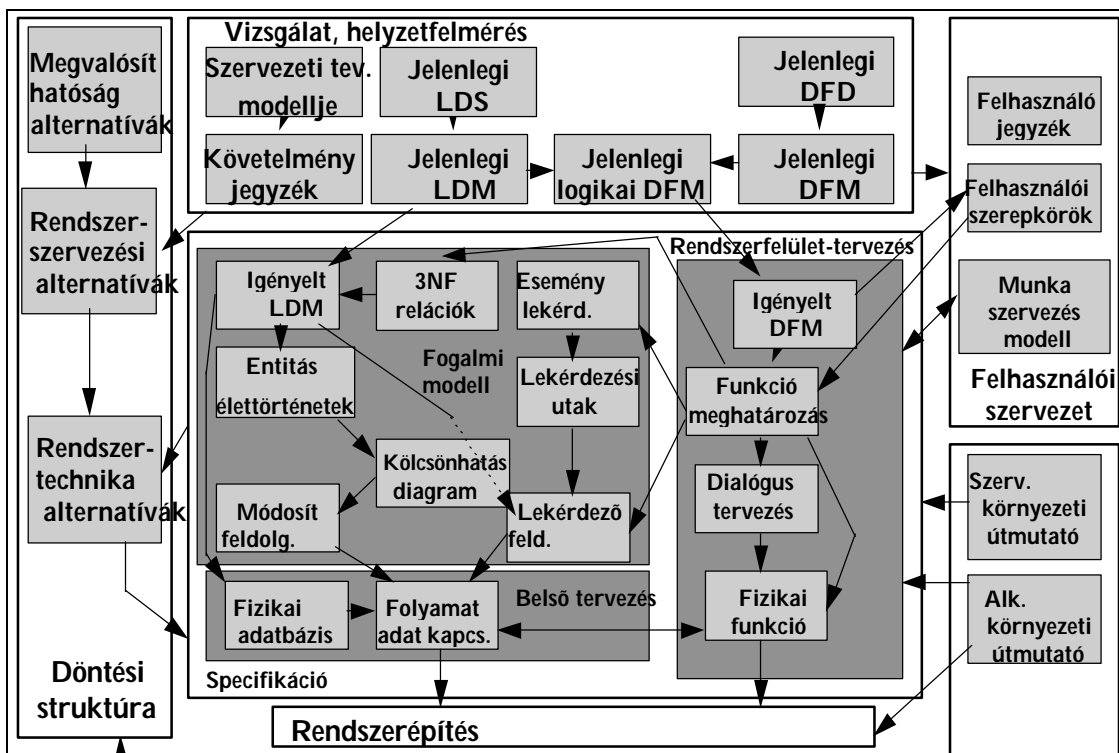 Megvalósít
hatóság
alternatívák
Rendszer-
szervezési
alternatívák
Rendszer-
technika
alternatívák
Döntési
struktúra
Vizsgálat, helyzetfelmérés
Szervezeti tev.
modellje
Jelenlegi
LDS
Jelenlegi
DFD
Követelmény
jegyzék
Jelenlegi
LDM
Jelenlegi
logikai DFM
Jelenlegi
DFM
Igényelt
LDM
3NF
relációk
Esemény
lekérd.
Entitás
élettörténetek
Fogalmi
modell
Lekérdezési
utak
Kölcsönhatás
diagram
Módosít
feldolg.
Lekérdezõ
feld.
Fizikai
adatbázis
Folyamat
adat kapcs.
Belsõ tervezés
Specifikáció
Rendszerfelület-tervezés
Igényelt
DFM
Funkció
meghatározás
Dialógus
tervezés
Fizikai
funkció
Rendszerépítés
Felhasználó
jegyzék
Felhasználói
szerepkörök
Munka
szervezés
modell
Felhasználói
szervezet
Szerv.
környezeti
útmutató
Alk.
környezeti
útmutató